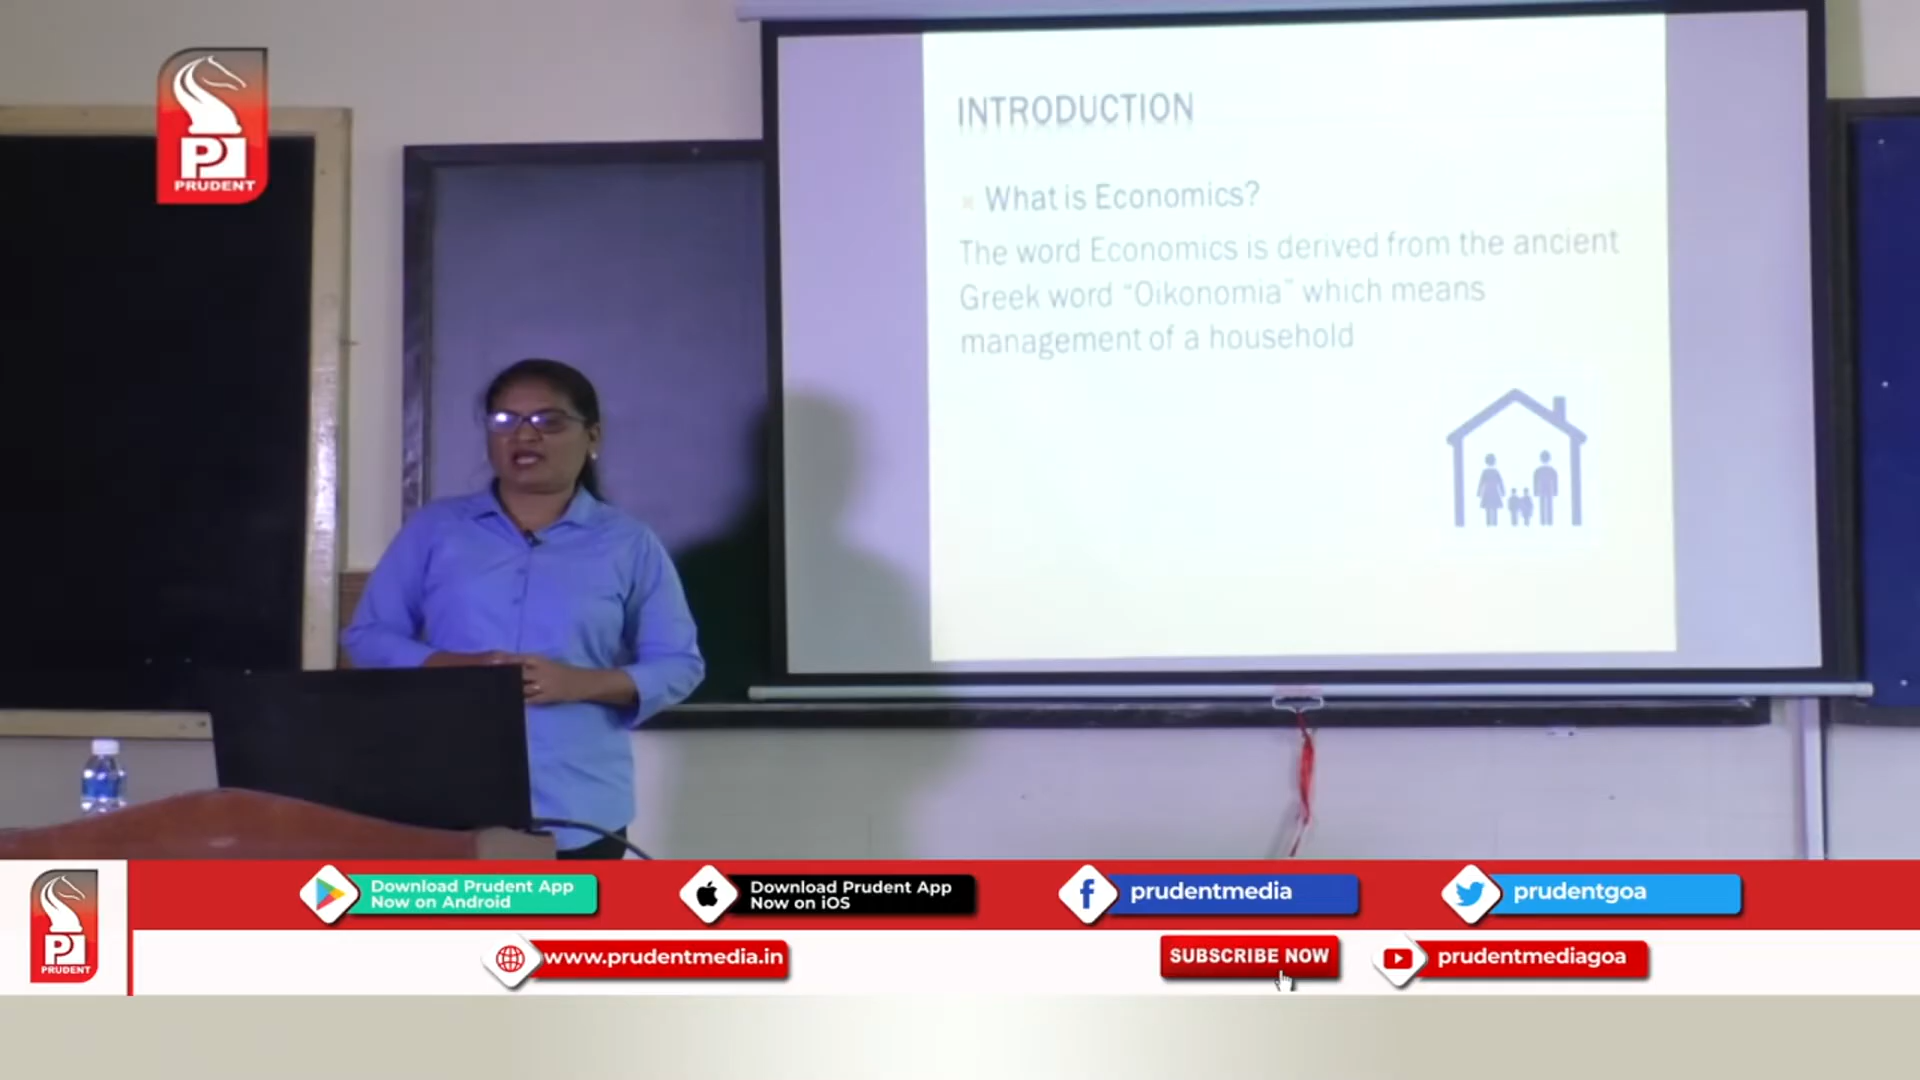 PRUDENT
INTRODUCTION
What is Economics?
The word Economics is derived from the ancient
Greek word “Oikonomia” which means
management of a household
Download Prudent App
Now on Android
Download Prudent App
Now on iOS
prudentmedia
prudentgoa
PRUDENT
www.prudentmedia.in
SUBSCRIBE NOW
prudentmediagoa